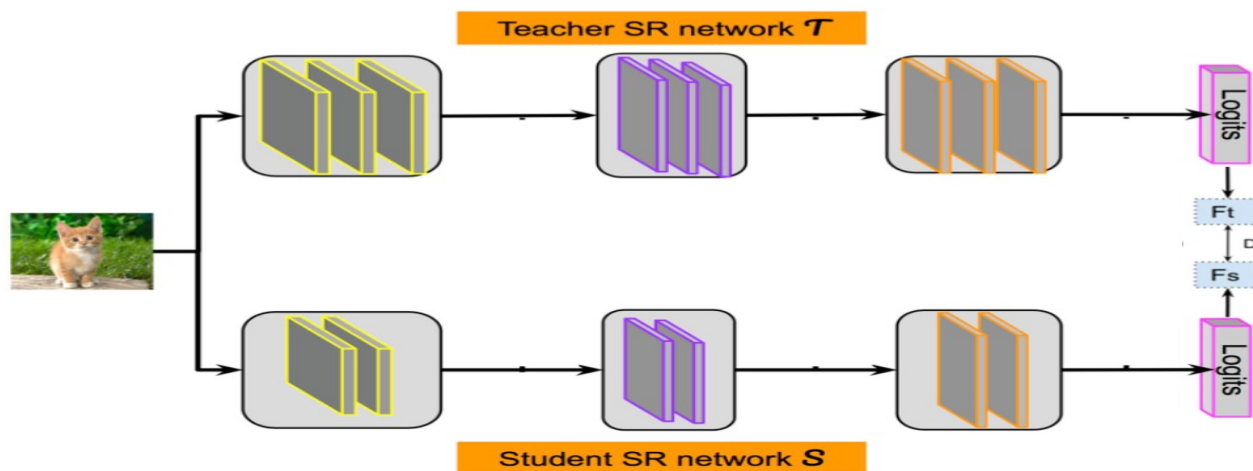 Teacher SR network 𝒯
Logits
Ft
D
Fs
Logits
Student SR network 𝒮